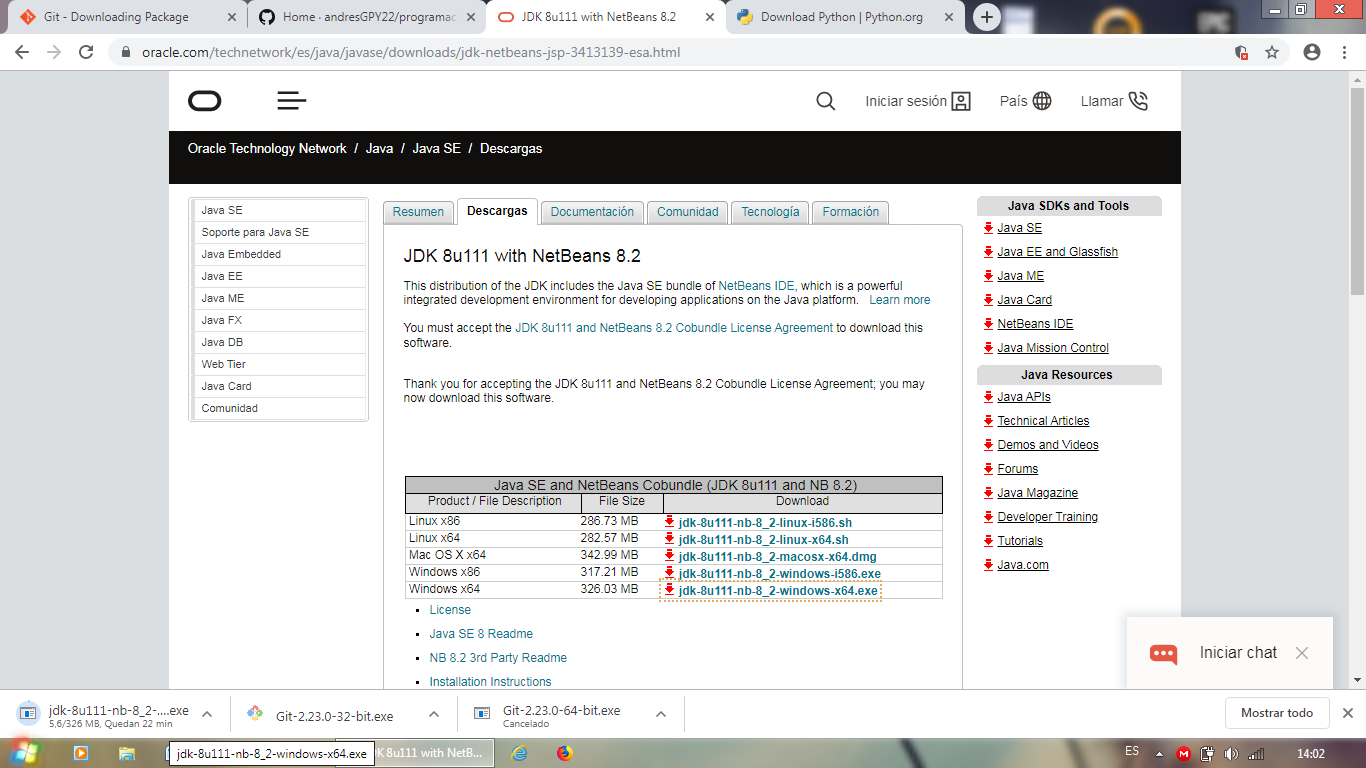 Git - Downloading Package
Home · andresGPY22/programac
JDK 8u111 with NetBeans 8.2
Download Python | Python.org
oracle.com/technetwork/es/java/javase/downloads/jdk-netbeans-jsp-3413139-esa.html
Iniciar sesión
País
Llamar
Oracle Technology Network / Java / Java SE / Descargas
Java SE
Soporte para Java SE
Java Embedded
Java EE
Java ME
Java FX
Java DB
Web Tier
Java Card
Comunidad
Resumen
Descargas
Documentación
Comunidad
Tecnología
Formación
JDK 8u111 with NetBeans 8.2
This distribution of the JDK includes the Java SE bundle of NetBeans IDE, which is a powerful
integrated development environment for developing applications on the Java platform. Learn more
You must accept the JDK 8u111 and NetBeans 8.2 Cobundle License Agreement to download this
software.
Thank you for accepting the JDK 8u111 and NetBeans 8.2 Cobundle License Agreement; you may
now download this software.
Java SE and NetBeans Cobundle (JDK 8u111 and NB 8.2)
Product / File Description File Size Download
Linux x86 286.73 MB jdk-8u111-nb-8_2-linux-i586.sh
Linux x64 282.57 MB jdk-8u111-nb-8_2-linux-x64.sh
Mac OS X x64 342.99 MB jdk-8u111-nb-8_2-macosx-x64.dmg
Windows x86 317.21 MB jdk-8u111-nb-8_2-windows-i586.exe
Windows x64 326.03 MB jdk-8u111-nb-8_2-windows-x64.exe
License
Java SE 8 Readme
NB 8.2 3rd Party Readme
Installation Instructions
Java SDKs and Tools
Java SE
Java EE and Glassfish
Java ME
Java Card
NetBeans IDE
Java Mission Control
Java Resources
Java APIs
Technical Articles
Demos and Videos
Forums
Java Magazine
Developer Training
Tutorials
Java.com
Iniciar chat
jdk-8u111-nb-8_-....exe
5,6/326 MB, Quedan 22 min
Git-2.23.0-32-bit.exe
Git-2.23.0-64-bit.exe
Cancelado
Mostrar todo
jdk-8u111-nb-8_2-windows-x64.exe
JDK 8u111 with NetB...
ES
14:02